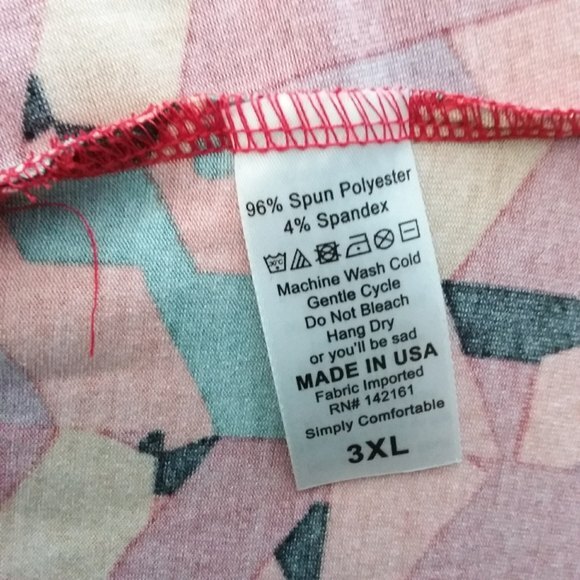 96% Spun Polyester
4% Spandex
Machine Wash Cold
Gentle Cycle
Do Not Bleach
Hang Dry
or you'll be sad
MADE IN USA
Fabric Imported
RN# 142161
Simply Comfortable
3XL